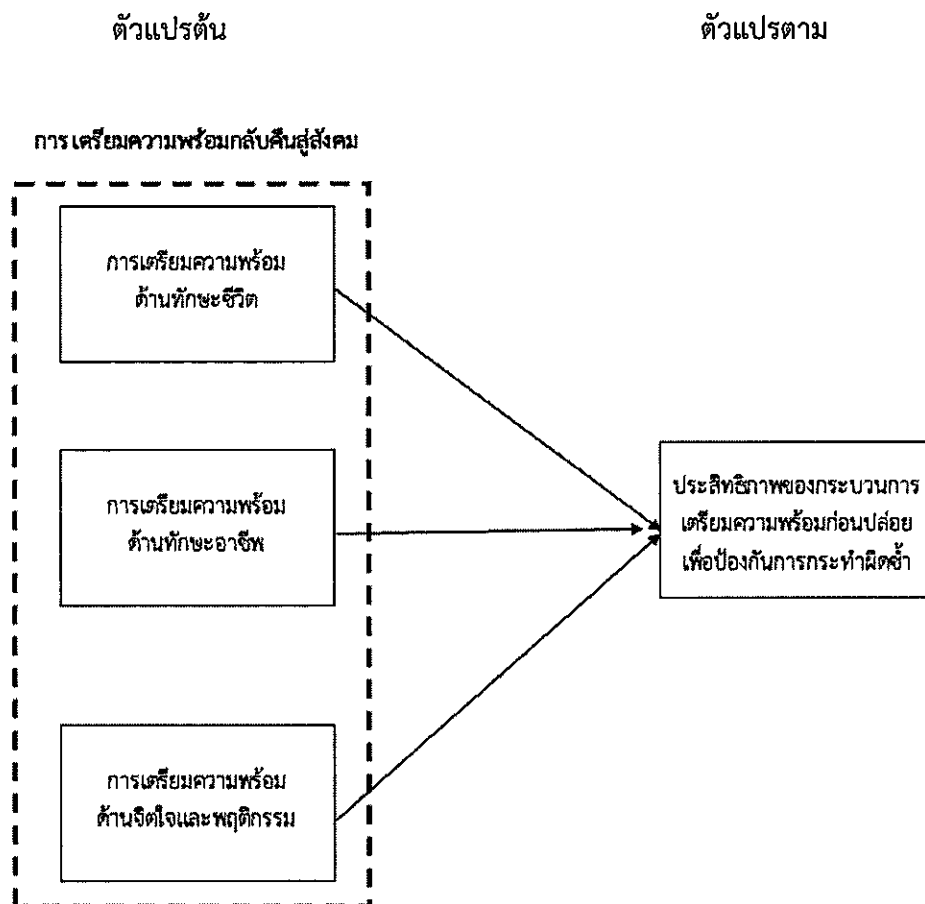 ตัวแปรต้น
ตัวแปรตาม
การเตรียมความพร้อมกลับคืนสู่สังคม
การเตรียมความพร้อม
ด้านทักษะชีวิต
การเตรียมความพร้อม
ด้านทักษะอาชีพ
การเตรียมความพร้อม
ด้านจิตใจและพฤติกรรม
ประสิทธิภาพของกระบวนการ
เตรียมความพร้อมก่อนปล่อย
เพื่อป้องกันการกระทำผิดซ้ำ